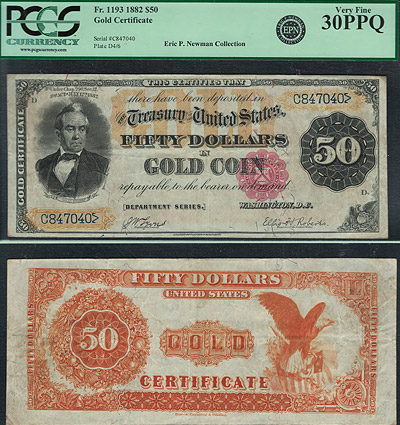 PCGS
CURRENCY
www.pcgscurrency.com
Fr. 1193 1882 $50
Gold Certificate
Serial #C847040
Plate D4/6
Eric P. Newman Collection
EPN
Very Fine
30PPQ
THIS CERTIFIES THAT
there have been deposited in
C847040
Treasury of the United States
FIFTY DOLLARS
IN
GOLD COIN
repayable to the bearer on demand
50
D
GOLD CERTIFICATE
C847040
DEPARTMENT SERIES.
WASHINGTON, D.C.
FIFTY DOLLARS
UNITED STATES
FIFTY DOLLARS
50
GOLD
CERTIFICATE